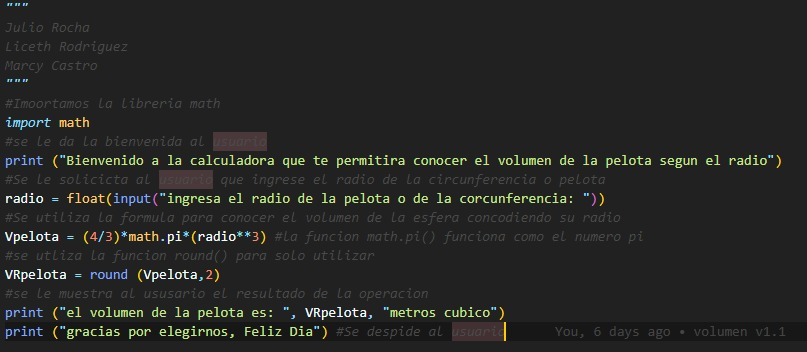 """
Julio Rocha
Liceth Rodriguez
Marcy Castro
"""
#Imoortamos la libreria math
import math
#se le da la bienvenida al usuario
print ("Bienvenido a la calculadora que te permitira conocer el volumen de la pelota segun el radio")
#Se le solicicta al usuario que ingrese el radio de la circunferencia o pelota
radio = float(input("ingresa el radio de la pelota o de la corcunferencia: "))
#Se utiliza la formula para conocer el volumen de la esfera concodiendo su radio
Vpelota = (4/3)*math.pi*(radio**3) #la funcion math.pi() funciona como el numero pi
#se utliza la funcion round() para solo utilizar
VRpelota = round (Vpelota,2)
#se le muestra al ususario el resultado de la operacion
print ("el volumen de la pelota es: ", VRpelota, "metros cubico")
print ("gracias por elegirnos, Feliz Dia") #Se despide al usuario You, 6 days ago • volumen v1.1